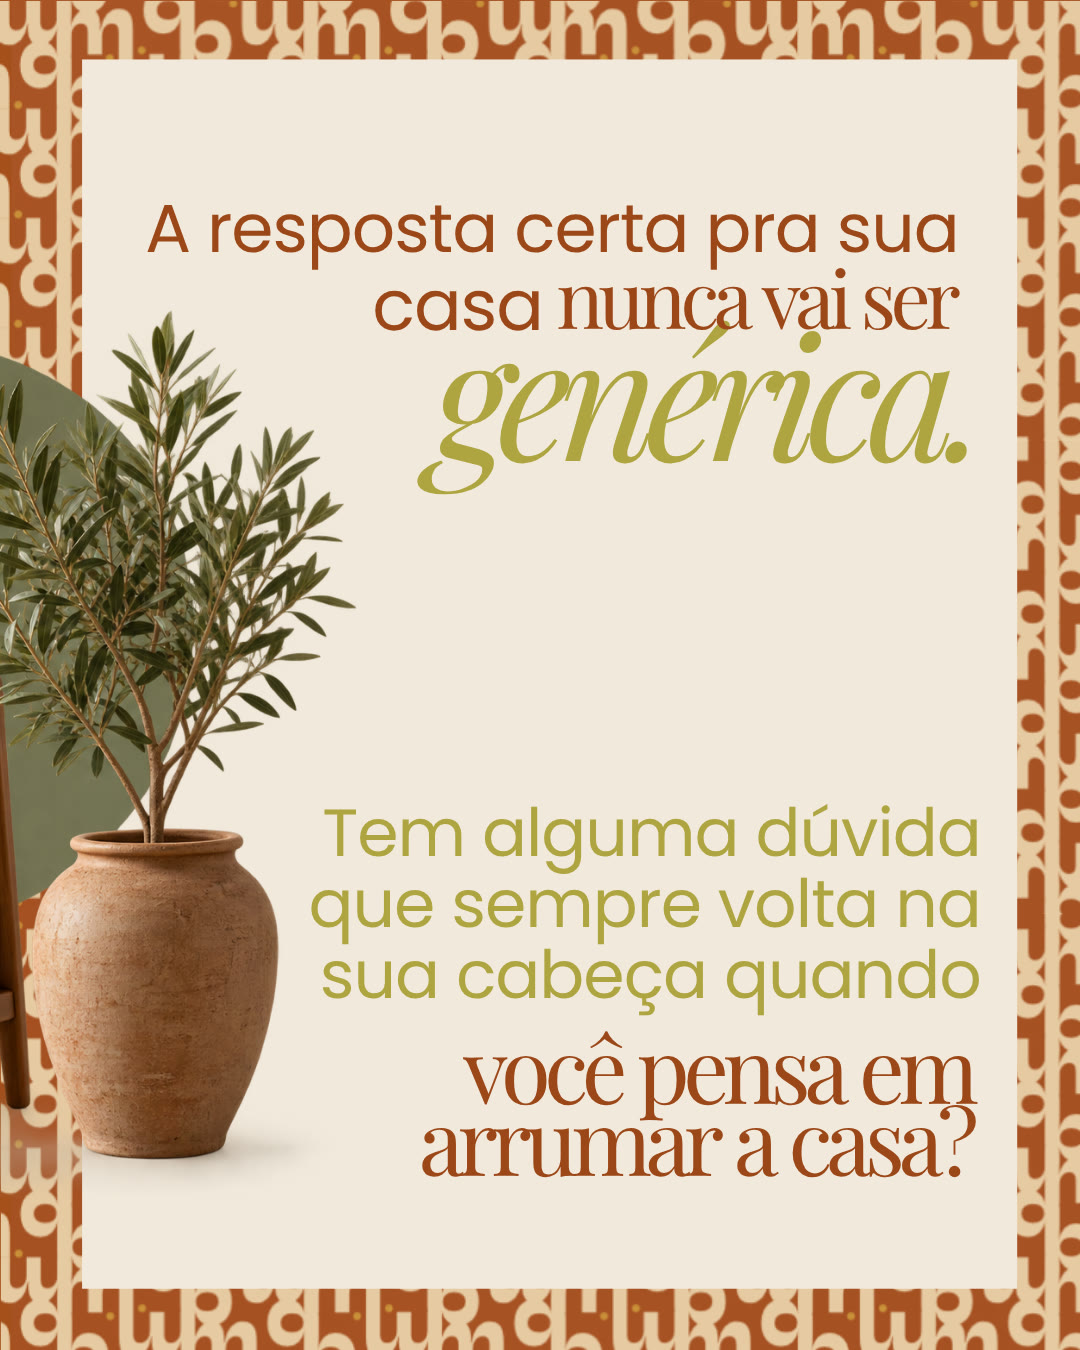 A resposta certa pra sua
casa nunca vai ser
genérica.
Tem alguma dúvida
que sempre volta na
sua cabeça quando
você pensa em
arrumar a casa?